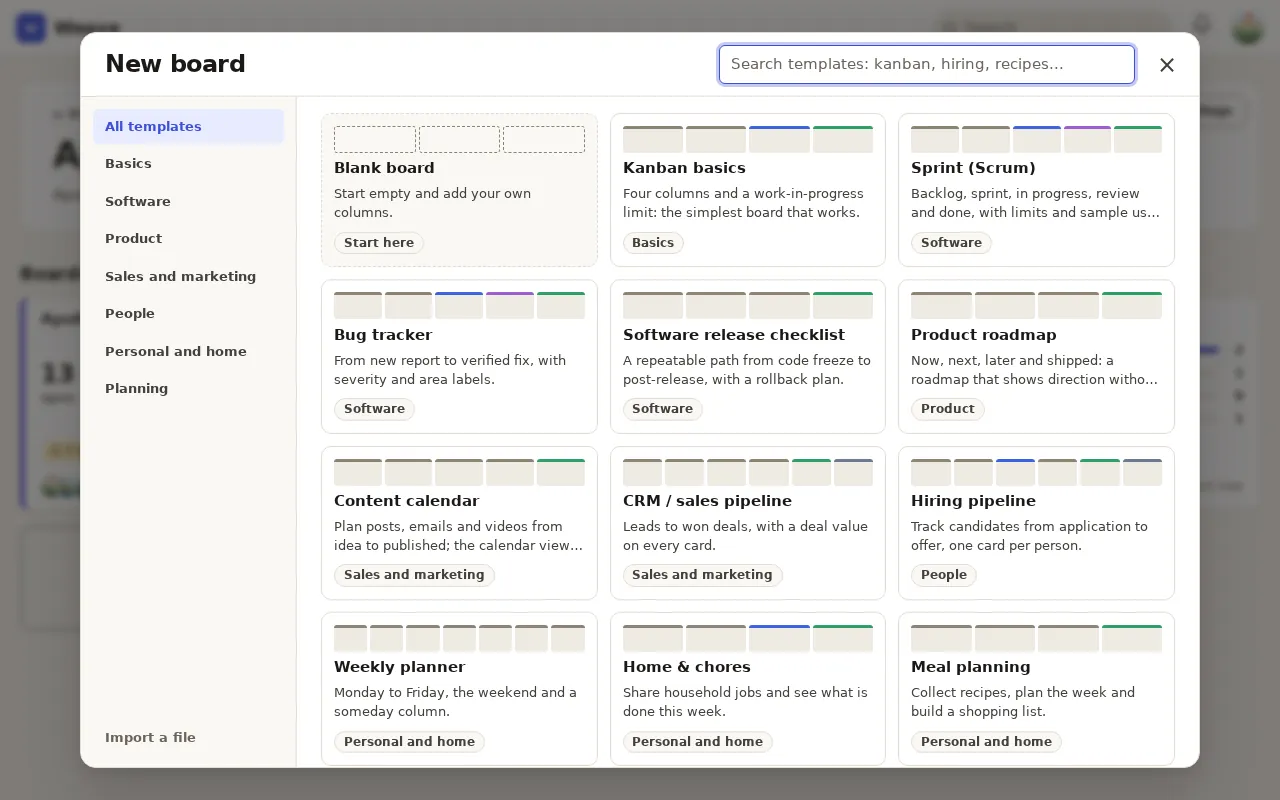 New board
Search templates: kanban, hiring, recipes...
All templates
Basics
Software
Product
Sales and marketing
People
Personal and home
Planning
Import a file
Blank board
Start empty and add your own
columns.
Start here
Kanban basics
Four columns and a work-in-progress
limit: the simplest board that works.
Basics
Sprint (Scrum)
Backlog, sprint, in progress, review
and done, with limits and sample us...
Software
Bug tracker
From new report to verified fix, with
severity and area labels.
Software
Software release checklist
A repeatable path from code freeze to
post-release, with a rollback plan.
Software
Product roadmap
Now, next, later and shipped: a
roadmap that shows direction witho...
Product
Content calendar
Plan posts, emails and videos from
idea to published; the calendar view...
Sales and marketing
CRM / sales pipeline
Leads to won deals, with a deal value
on every card.
Sales and marketing
Hiring pipeline
Track candidates from application to
offer, one card per person.
People
Weekly planner
Monday to Friday, the weekend and a
someday column.
Personal and home
Home & chores
Share household jobs and see what is
done this week.
Personal and home
Meal planning
Collect recipes, plan the week and
build a shopping list.
Personal and home